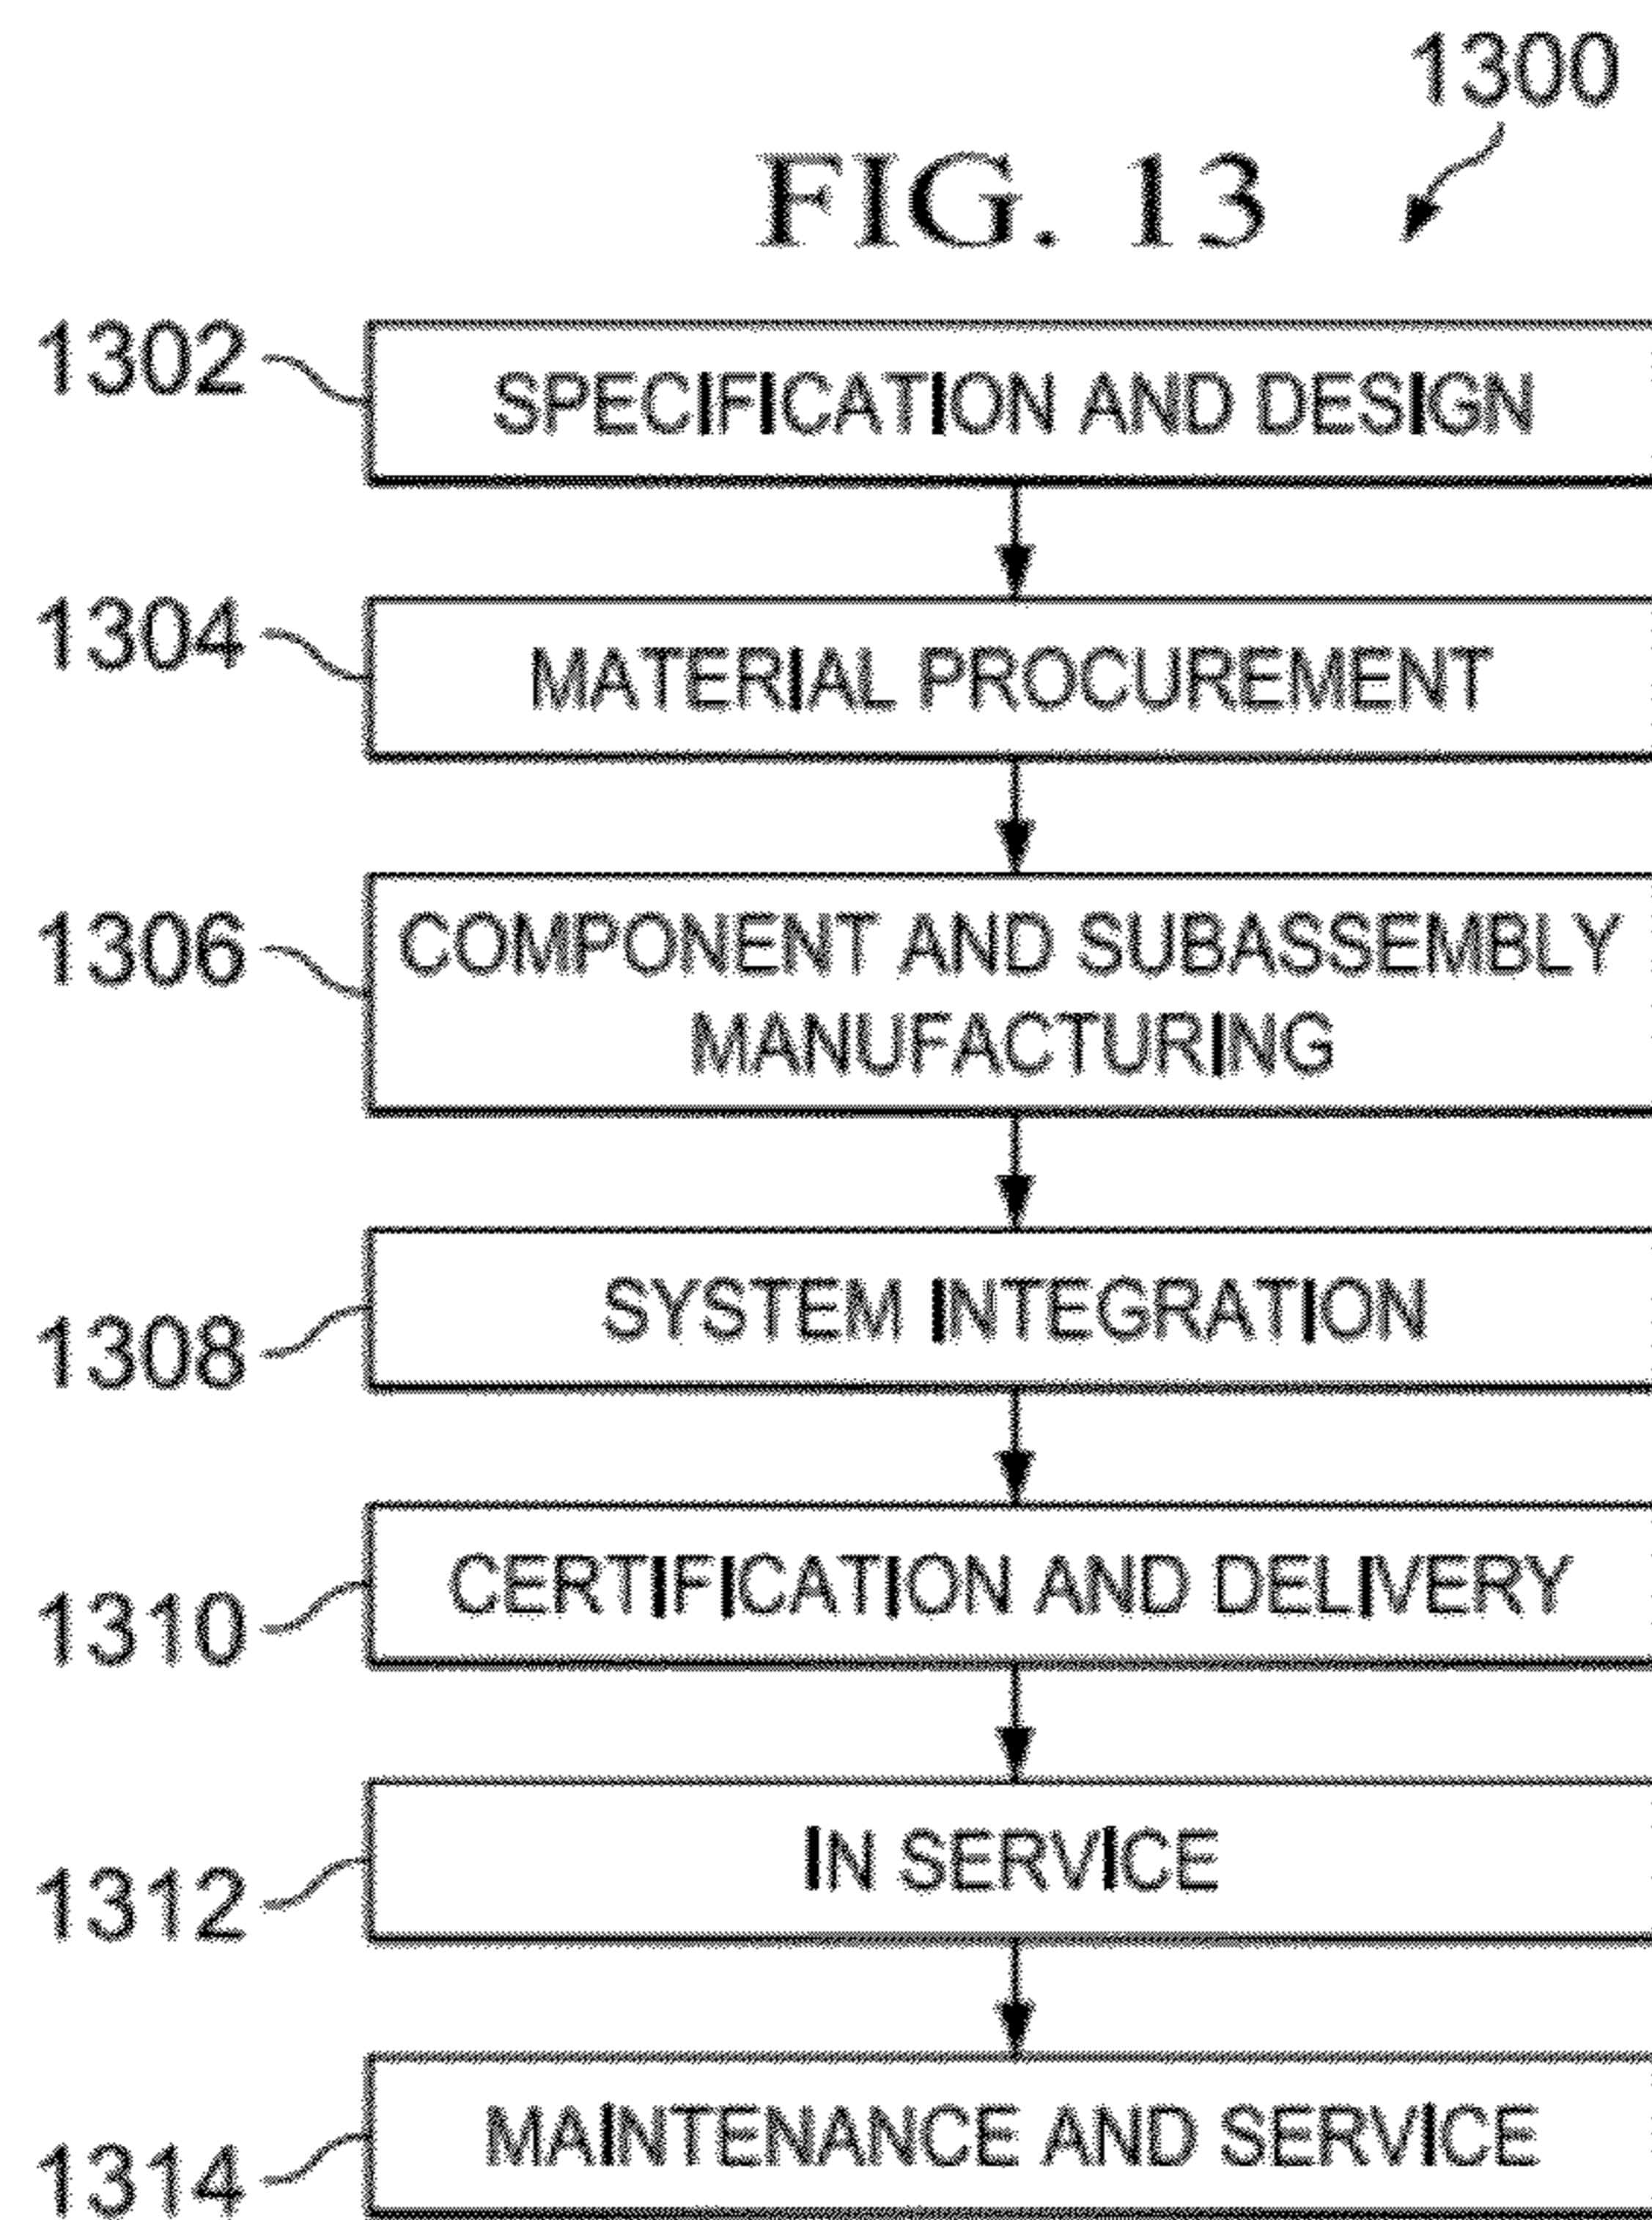 1300
FIG. 13
1302
SPECIFICATION AND DESIGN
1304
MATERIAL PROCUREMENT
1306
COMPONENT AND SUBASSEMBLY
MANUFACTURING
1308
SYSTEM INTEGRATION
1310
CERTIFICATION AND DELIVERY
1312
IN SERVICE
1314
MAINTENANCE AND SERVICE